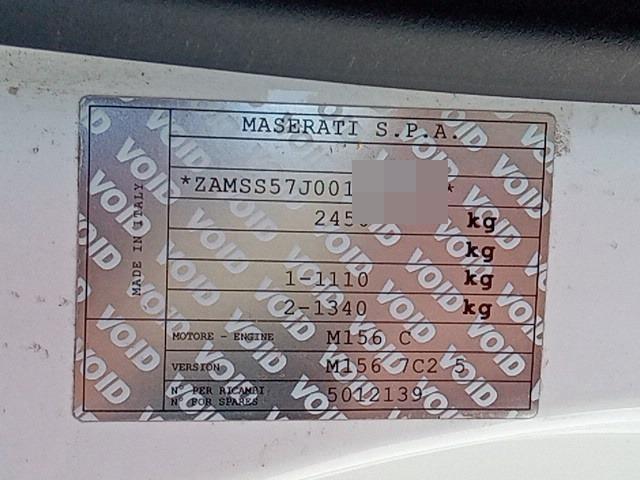 MASERATI S.P.A.
*ZAMSS57J001 *
245 kg
kg
1-1110 kg
2-1340 kg
MADE IN ITALY
MOTORE - ENGINE M156 C
VERSION M156 7C2 5
N° PER RICAMBI
N° FOR SPARES 5012139
VOID